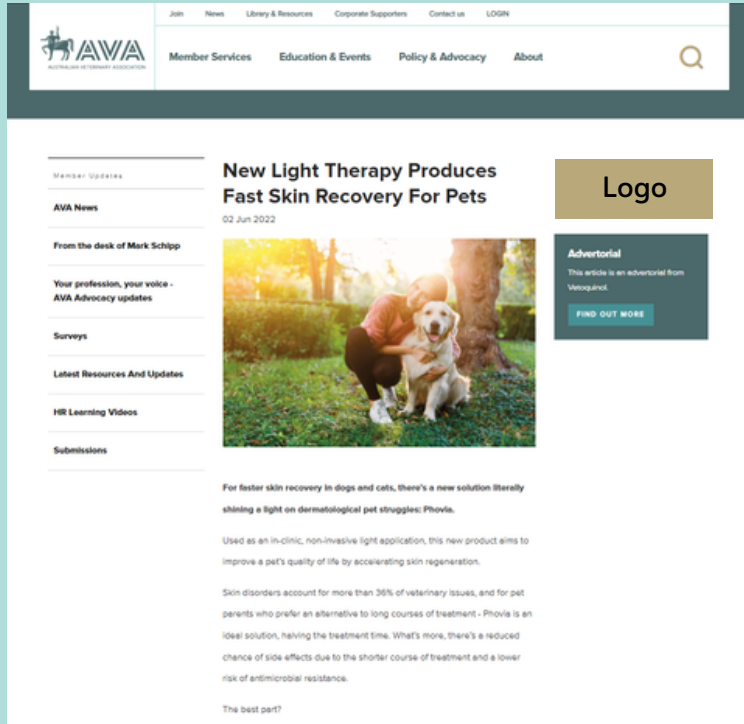 Join News Library & Resources Corporate Supporters Contact us LOGIN
AVA
AUSTRALIAN VETERINARY ASSOCIATION
Member Services Education & Events Policy & Advocacy About
Member Updates
AVA News
From the desk of Mark Schipp
Your profession, your voice -
AVA Advocacy updates
Surveys
Latest Resources And Updates
HR Learning Videos
Submissions
New Light Therapy Produces
Fast Skin Recovery For Pets
02 Jun 2022
For faster skin recovery in dogs and cats, there's a new solution literally
shining a light on dermatological pet struggles: Phovia.
Used as an in-clinic, non-invasive light application, this new product aims to
improve a pet's quality of life by accelerating skin regeneration.
Skin disorders account for more than 36% of veterinary issues, and for pet
parents who prefer an alternative to long courses of treatment - Phovia is an
ideal solution, halving the treatment time. What's more, there's a reduced
chance of side effects due to the shorter course of treatment and a lower
risk of antimicrobial resistance.
The best part?
Logo
Advertorial
This article is an advertorial from
Vetoquinol.
FIND OUT MORE